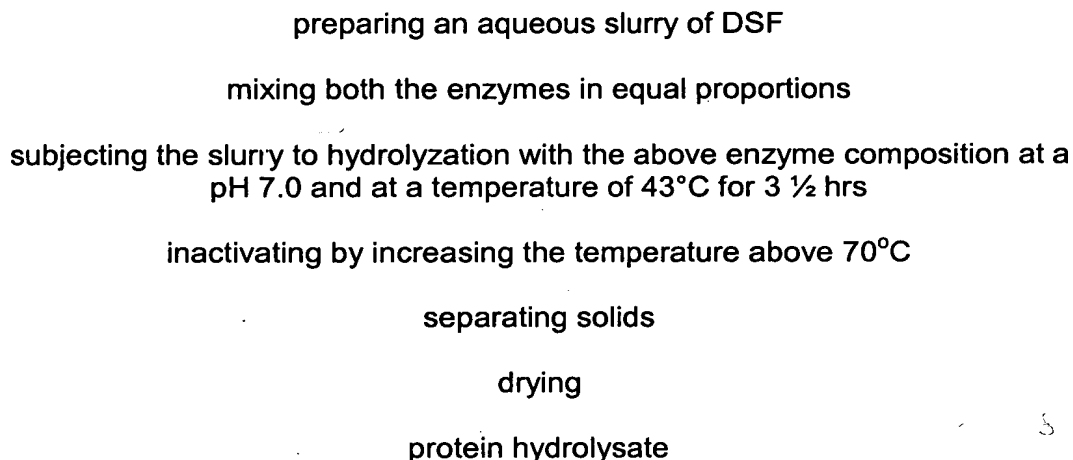 preparing an aqueous slurry of DSF
mixing both the enzymes in equal proportions
subjecting the slurry to hydrolyzation with the above enzyme composition at a
pH 7.0 and at a temperature of 43°C for 3 ½ hrs
inactivating by increasing the temperature above 70°C
separating solids
drying
protein hydrolysate